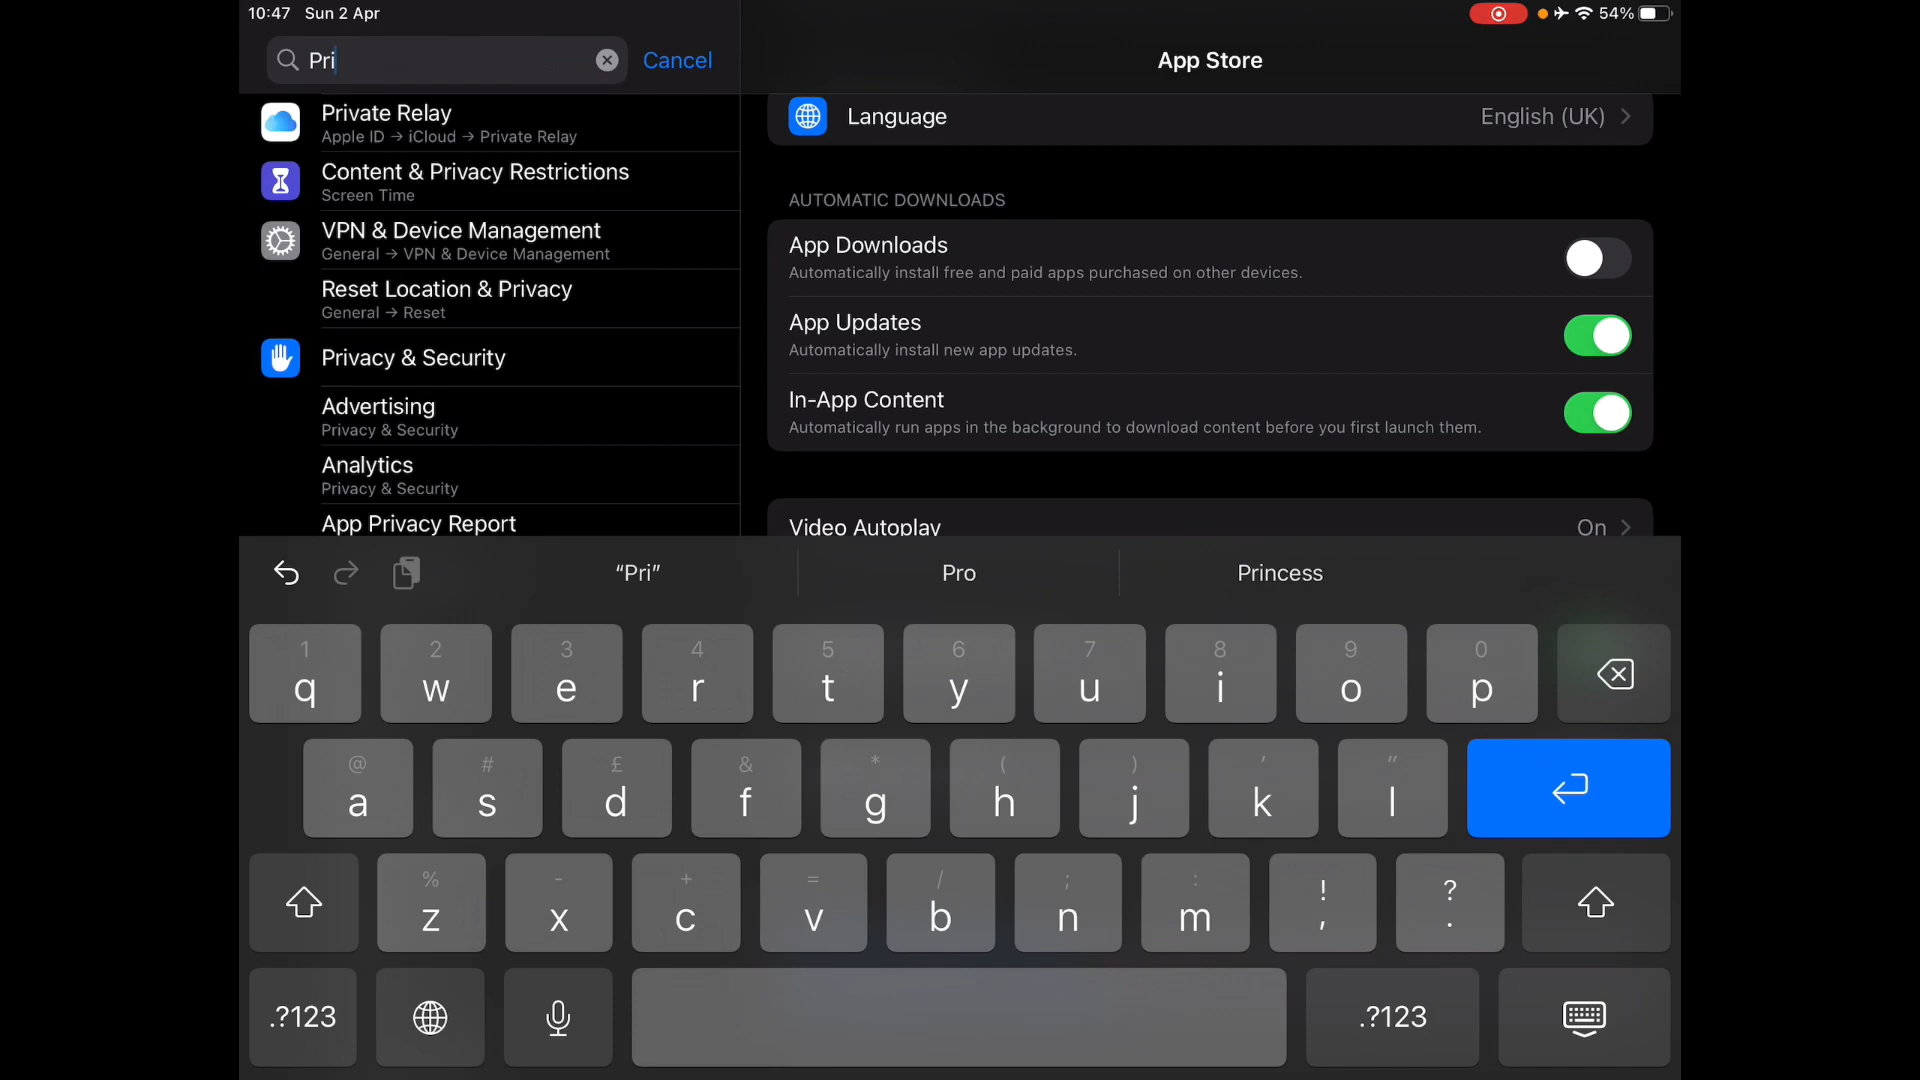 10:47 Sun 2 Apr
54%
Pri
Cancel
App Store
Private Relay
Apple ID → iCloud → Private Relay
Content & Privacy Restrictions
Screen Time
VPN & Device Management
General → VPN & Device Management
Reset Location & Privacy
General → Reset
Privacy & Security
Advertising
Privacy & Security
Analytics
Privacy & Security
App Privacy Report
Language English (UK)
AUTOMATIC DOWNLOADS
App Downloads
Automatically install free and paid apps purchased on other devices.
App Updates
Automatically install new app updates.
In-App Content
Automatically run apps in the background to download content before you first launch them.
Video Autoplay On
“Pri” Pro Princess
1 2 3 4 5 6 7 8 9 0
q w e r t y u i o p
@ # £ & * ( ) ' "
a s d f g h j k l
% - + = / ; : ! ?
z x c v b n m , .
.?123 .?123